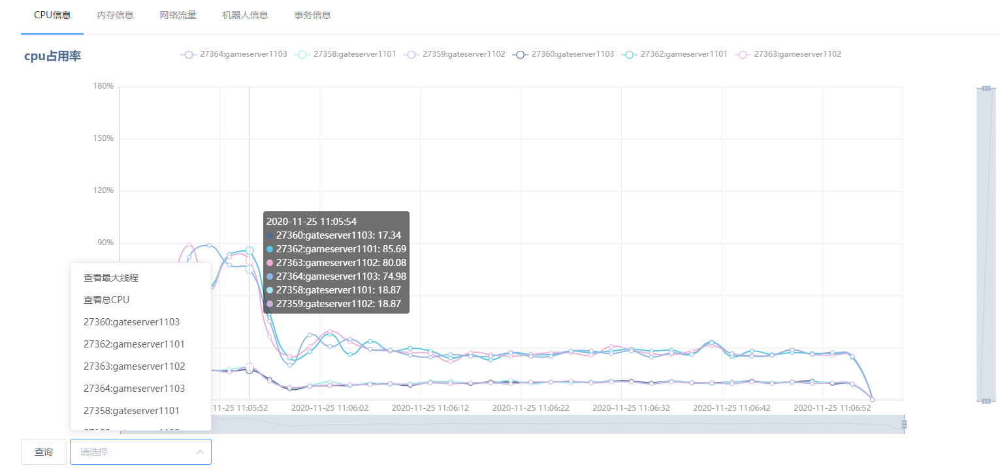 CPU信息 内存信息 网络流量 机器人信息 事务信息
cpu占用率
27364:gameserver1103 27358:gateserver1101 27359:gateserver1102 27360:gateserver1103 27362:gameserver1101 27363:gameserver1102
180%
150%
120%
90%
2020-11-25 11:05:54
27360:gateserver1103: 17.34
27362:gameserver1101: 85.69
27363:gameserver1102: 80.08
27364:gameserver1103: 74.98
27358:gateserver1101: 18.87
27359:gateserver1102: 18.87
查看最大线程
查看总CPU
27360:gateserver1103
27362:gameserver1101
27363:gameserver1102
27364:gameserver1103
27358:gateserver1101
11-25 11:05:52 2020-11-25 11:06:02 2020-11-25 11:06:12 2020-11-25 11:06:22 2020-11-25 11:06:32 2020-11-25 11:06:42 2020-11-25 11:06:52
查询 请选择